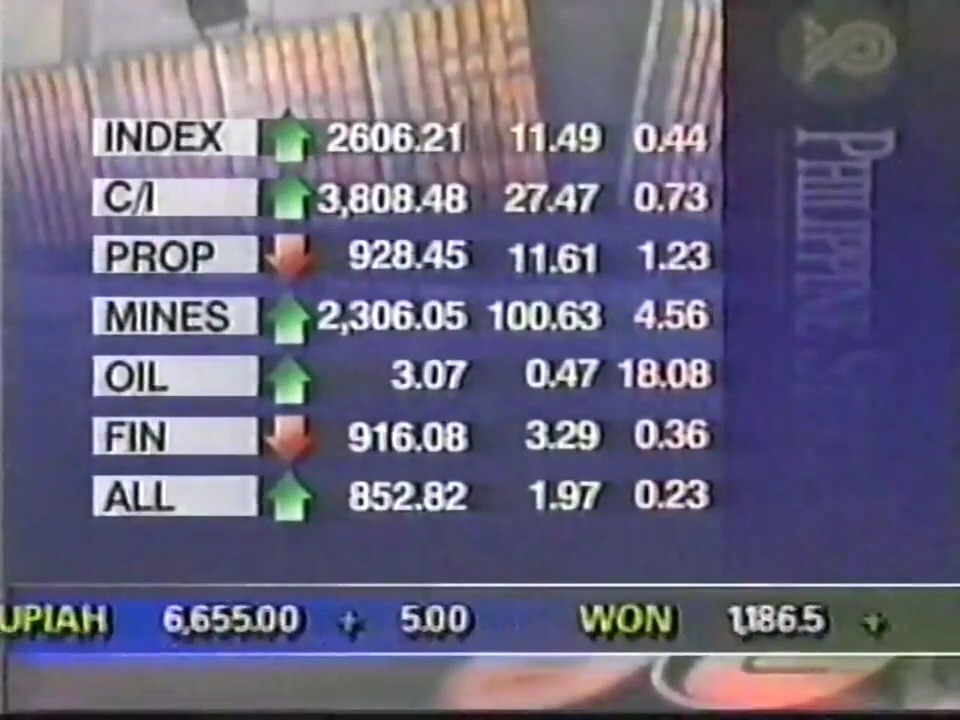 INDEX 2606.21 11.49 0.44
C/I 3,808.48 27.47 0.73
PROP 928.45 11.61 1.23
MINES 2,306.05 100.63 4.56
OIL 3.07 0.47 18.08
FIN 916.08 3.29 0.36
ALL 852.82 1.97 0.23
PHILIPPINE
UPIAH 6,655.00 + 5.00 WON 1,186.5 +